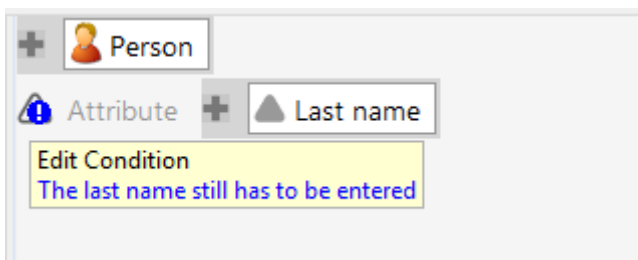 Person
Attribute Last name
Edit Condition
The last name still has to be entered